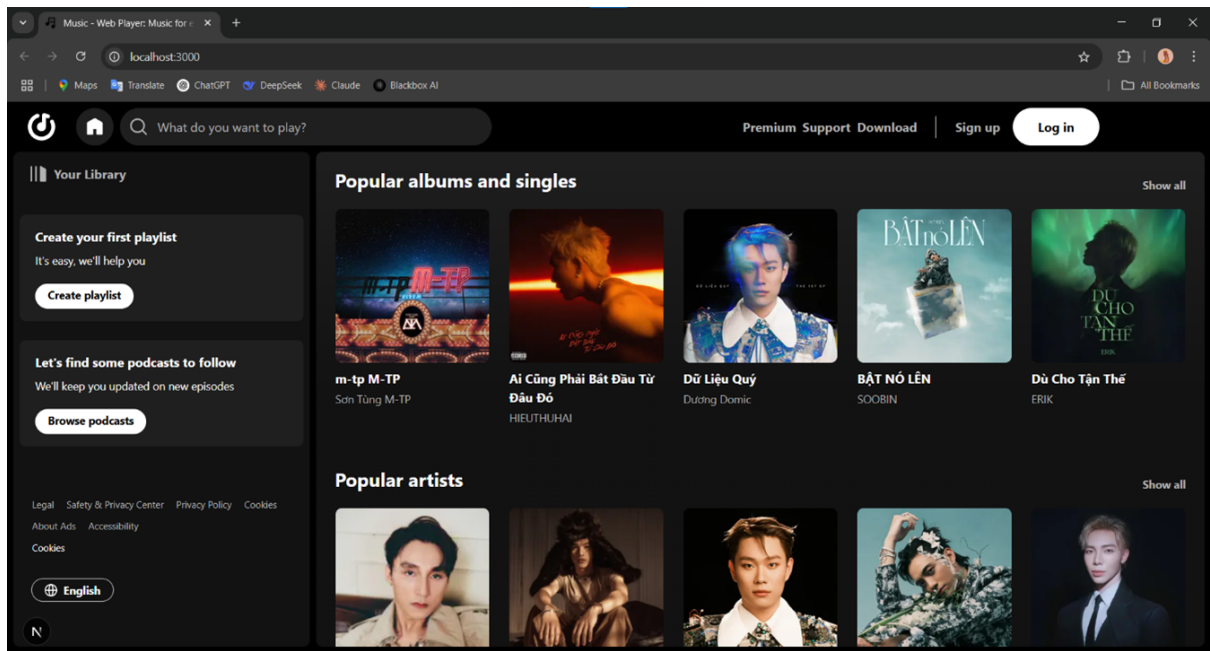 Music - Web Player: Music for e
localhost:3000
Maps
Translate
ChatGPT
DeepSeek
Claude
Blackbox AI
All Bookmarks
What do you want to play?
Premium Support Download
Sign up
Log in
Your Library
Create your first playlist
It's easy, we'll help you
Create playlist
Let's find some podcasts to follow
We'll keep you updated on new episodes
Browse podcasts
Legal Safety & Privacy Center Privacy Policy Cookies
About Ads Accessibility
Cookies
English
N
Popular albums and singles
Show all
m-tp M-TP
BẬT NÓ LÊN
DÙ
CHO
TẬN
THẾ
ERIK
m-tp M-TP
Sơn Tùng M-TP
Ai Cũng Phải Bắt Đầu Từ
Đâu Đó
HIEUTHUHAI
Dữ Liệu Quý
Dương Domic
BẬT NÓ LÊN
SOOBIN
Dù Cho Tận Thế
ERIK
Popular artists
Show all